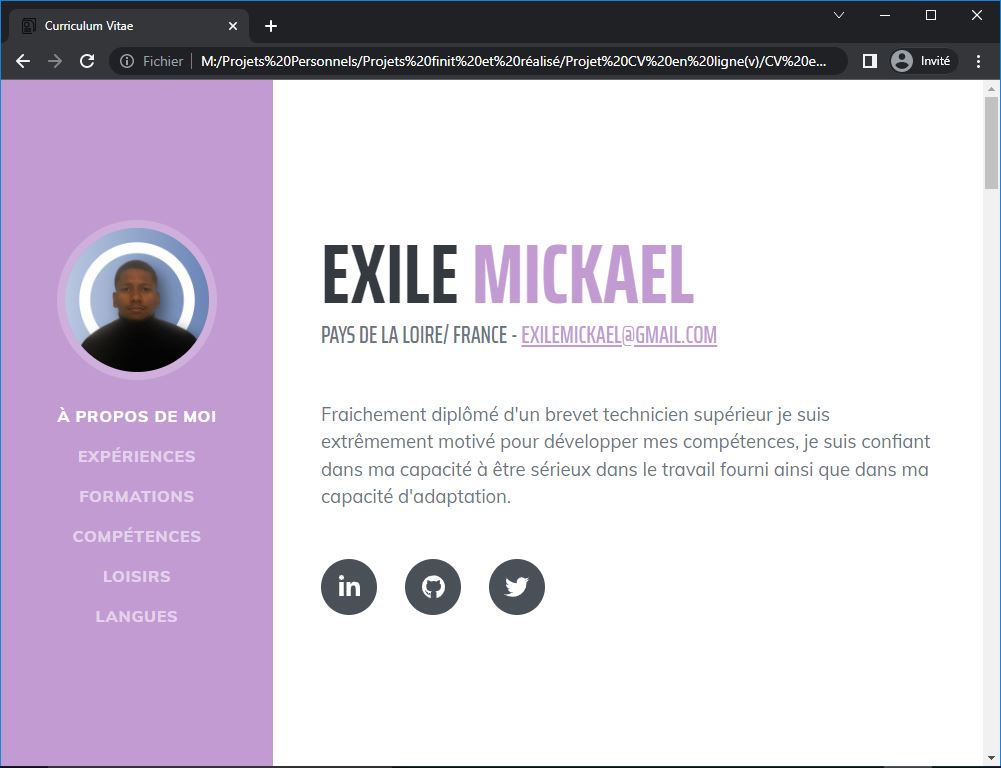 Curriculum Vitae
Fichier
M:/Projets%20Personnels/Projets%20finit%20et%20réalisé/Projet%20CV%20en%20ligne(v)/CV%20e...
Invité
EXILE MICKAEL
PAYS DE LA LOIRE/ FRANCE - EXILEMICKAEL@GMAIL.COM
À PROPOS DE MOI
EXPÉRIENCES
FORMATIONS
COMPÉTENCES
LOISIRS
LANGUES
Fraichement diplômé d'un brevet technicien supérieur je suis
extrêmement motivé pour développer mes compétences, je suis confiant
dans ma capacité à être sérieux dans le travail fourni ainsi que dans ma
capacité d'adaptation.
in